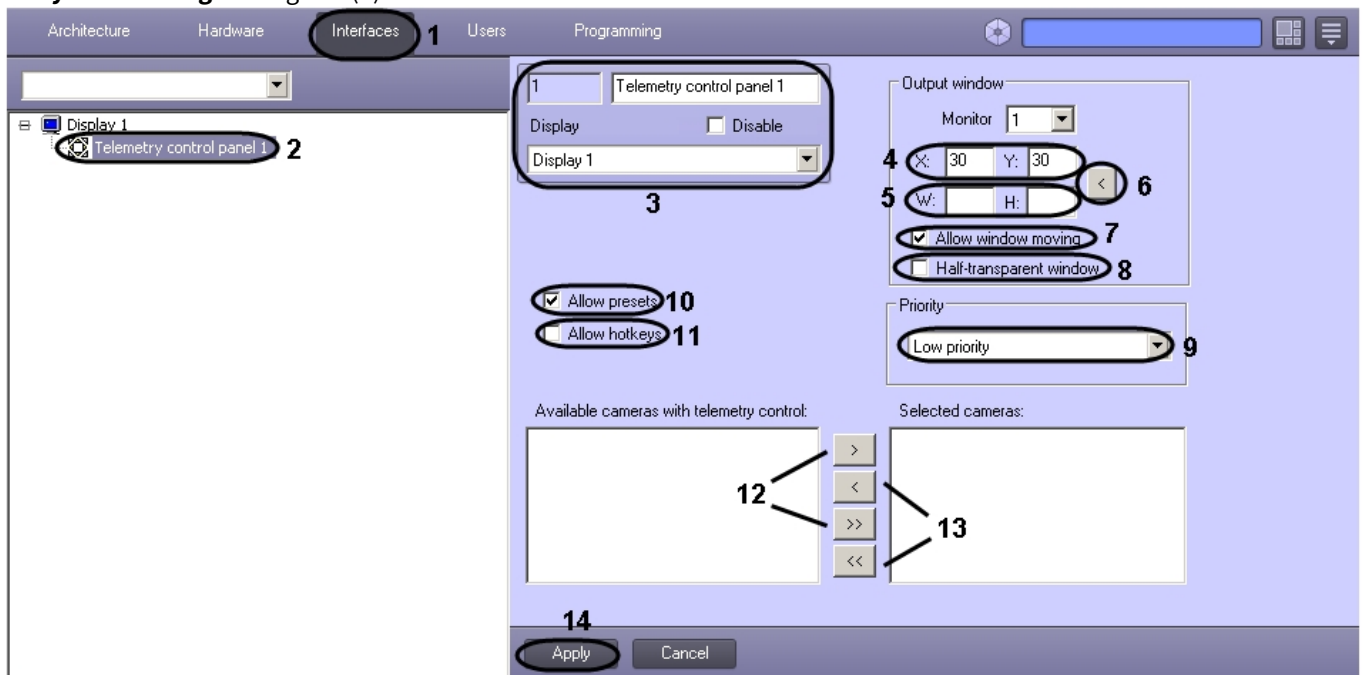 Architecture Hardware Interfaces 1 Users Programming
Display 1
Telemetry control panel 1 2
1 Telemetry control panel 1
Display Disable
Display 1
3
Output window
Monitor 1
4 X: 30 Y: 30
< 6
5 W: H:
Allow window moving 7
Half-transparent window 8
Allow presets 10
Allow hotkeys 11
Priority
Low priority 9
Available cameras with telemetry control:
Selected cameras:
>
12 <
>> 13
<<
14
Apply Cancel